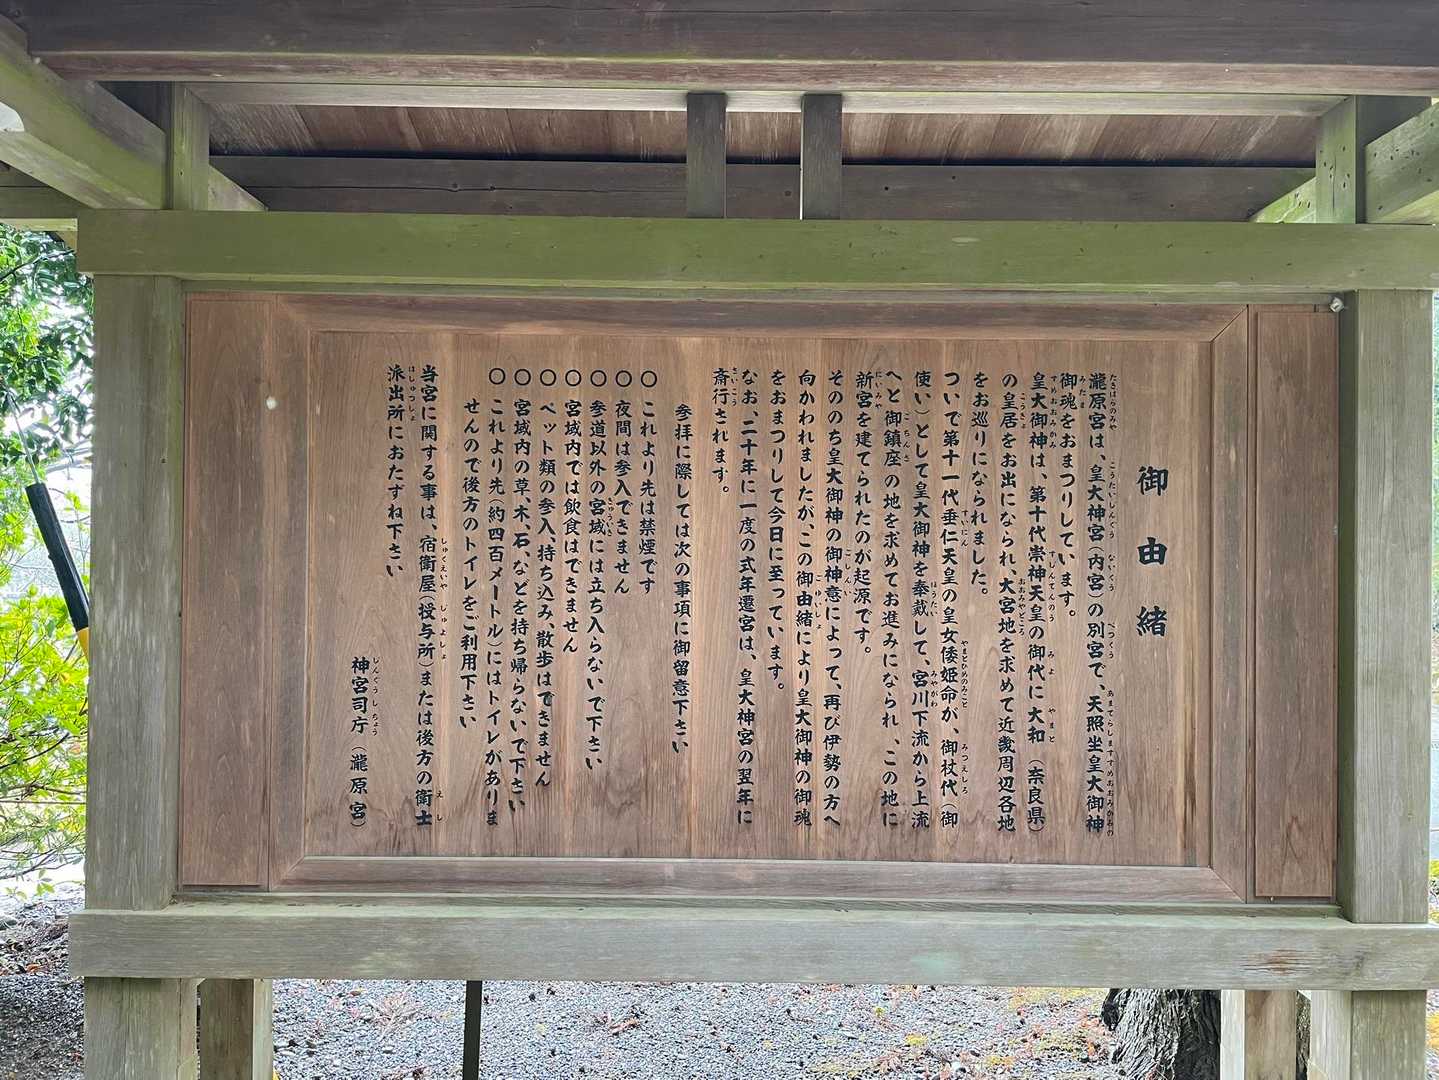 御由緒
瀧原宮は、皇大神宮(内宮)の別宮で、天照坐皇大御神
御魂をおまつりしています。
皇大御神は、第十代崇神天皇の御代に大和(奈良県)
の皇居をお出になられ、大宮地を求めて近畿周辺各地
をお巡りになられました。
ついで第十一代垂仁天皇の皇女倭姫命が、御杖代(御
使い)として皇大御神を奉戴して、宮川下流から上流
へと御鎮座の地を求めてお進みになられ、この地に
新宮を建てられたのが起源です。
そののち皇大御神の御神意によって、再び伊勢の方へ
向かわれましたが、この御由緒により皇大御神の御魂
をおまつりして今日に至っています。
なお、二十年に一度の式年遷宮は、皇大神宮の翌年に
斎行されます。
参拝に際しては次の事項に御留意下さい
○これより先は禁煙です
○夜間は参入できません
○参道以外の宮域には立ち入らないで下さい
○宮域内では飲食はできません
○ペット類の参入、持ち込み、散歩はできません
○宮域内の草、木、石、などを持ち帰らないで下さい
○これより先(約四百メートル)にはトイレがありま
せんので後方のトイレをご利用下さい
当宮に関する事は、宿衛屋(授与所)または後方の衛士
派出所におたずね下さい
神宮司庁(瀧原宮)